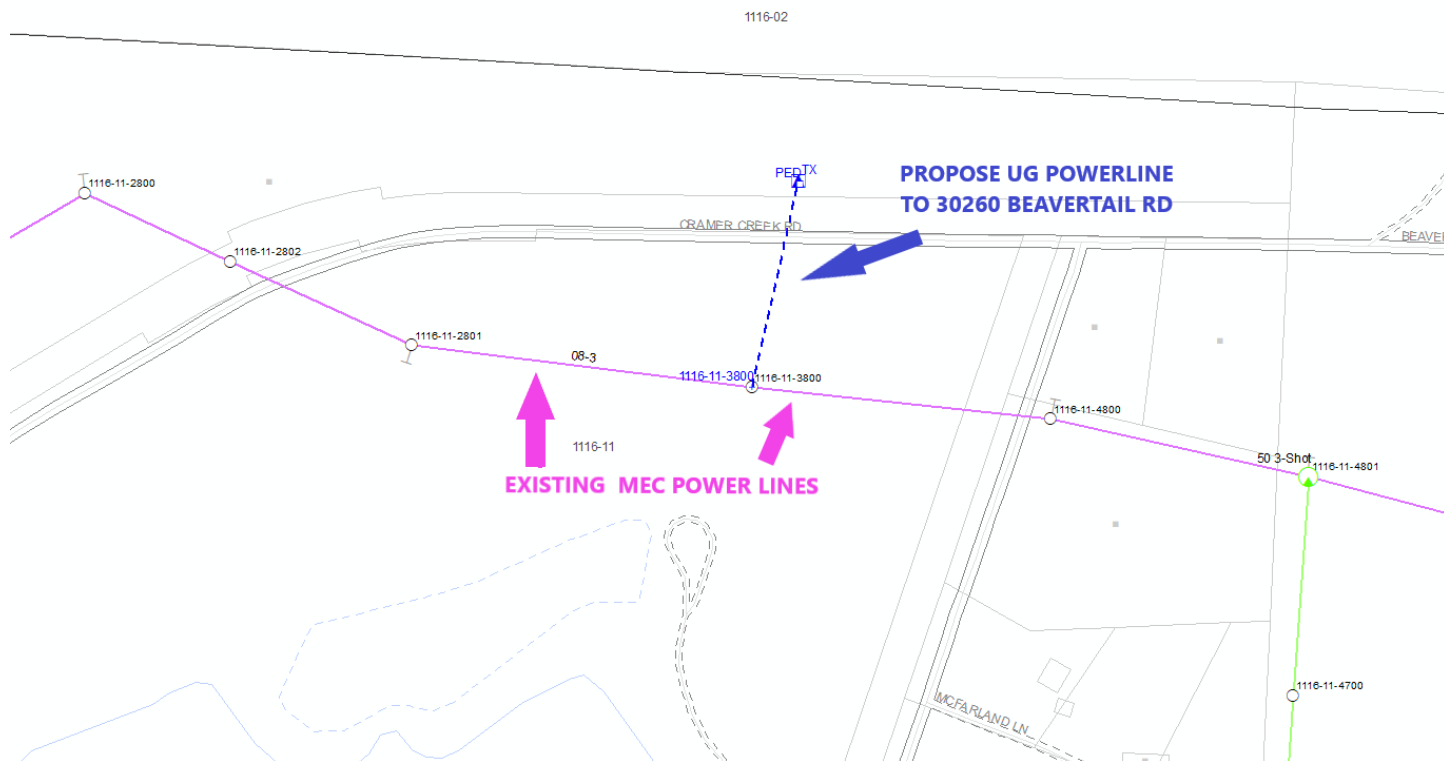 1116-02
1116-11-2800
PED TX
PROPOSE UG POWERLINE
TO 30260 BEAVERTAIL RD
CRAMER CREEK RD
BEAVER
1116-11-2802
1116-11-2801
08-3
1116-11-3800
1116-11-3800
1116-11-4800
1116-11
50 3-Shot
1116-11-4801
EXISTING MEC POWER LINES
1116-11-4700
MCFARLAND LN